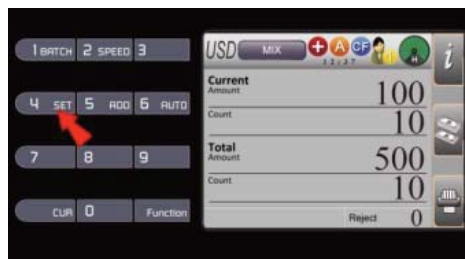 1 BATCH 2 SPEED 3
4 SET 5 ADD 6 AUTO
7 8 9
CUR 0 Function
USD MIX A CF
H
i
Current
Amount 100
Count 10
Total
Amount 500
Count 10
Reject 0